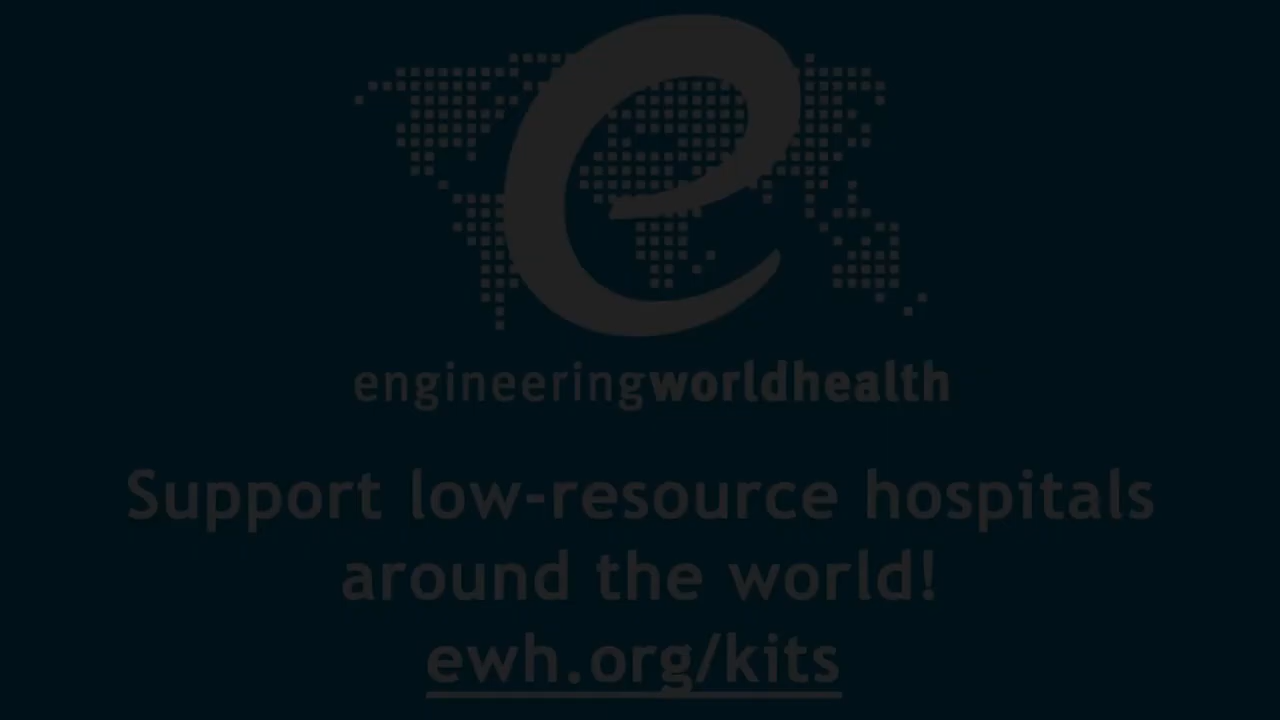 engineeringworldhealth
Support low-resource hospitals
around the world!
ewh.org/kits